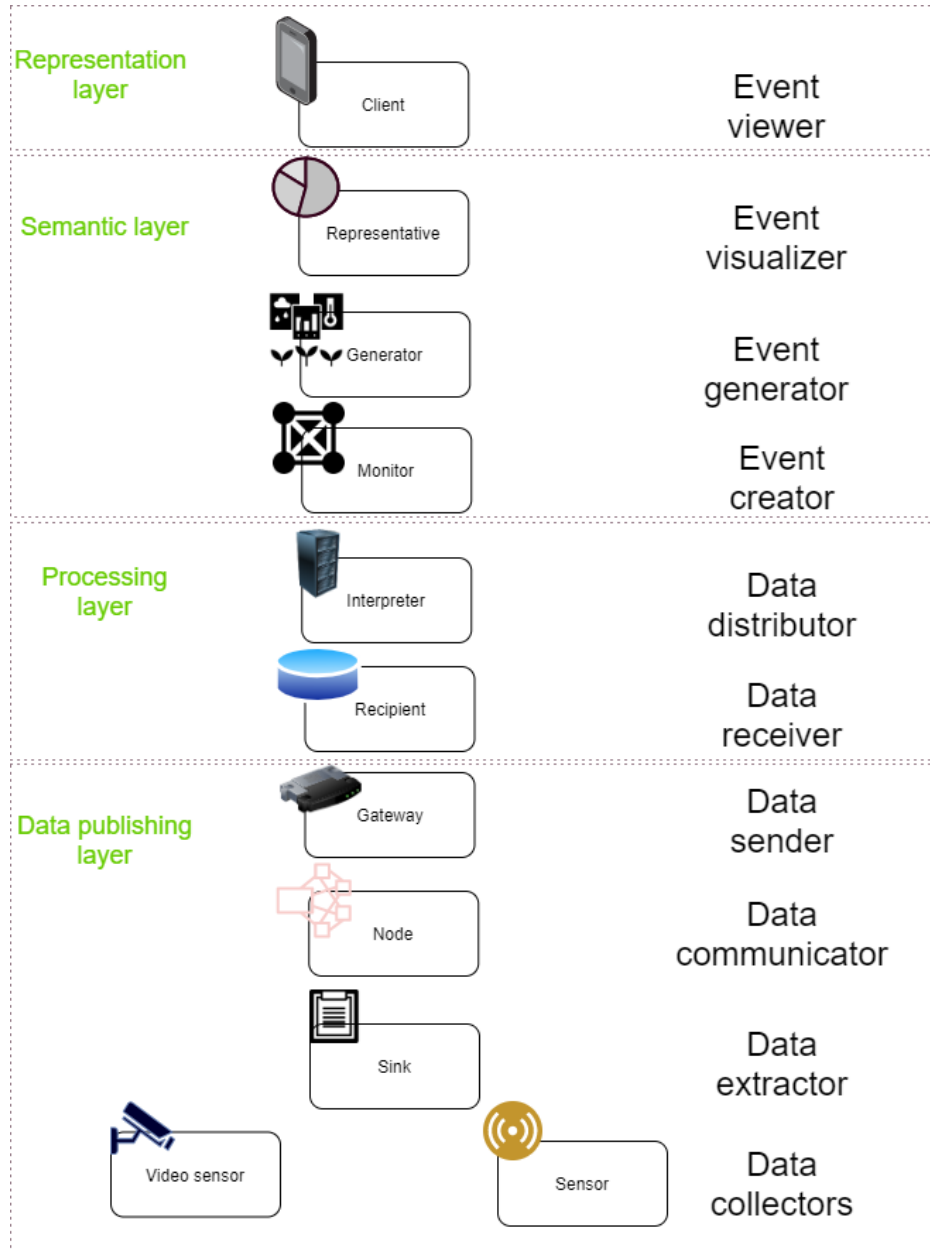 Representation
layer
Client
Event
viewer
Semantic layer
Representative
Event
visualizer
Generator
Event
generator
Monitor
Event
creator
Processing
layer
Interpreter
Data
distributor
Recipient
Data
receiver
Data publishing
layer
Gateway
Data
sender
Node
Data
communicator
Sink
Data
extractor
Video sensor
Sensor
Data
collectors